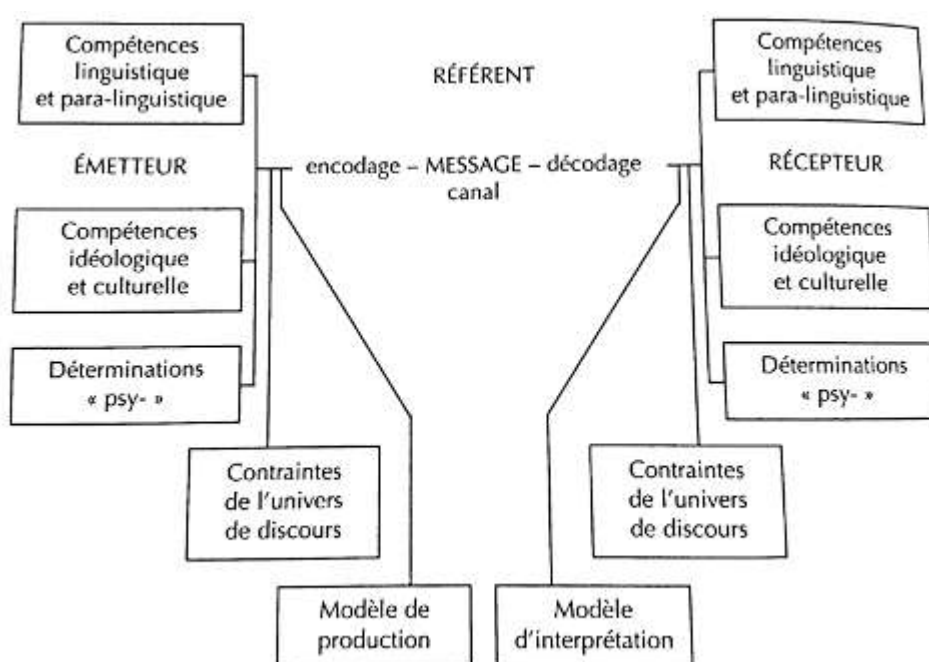 Compétences
linguistique
et para-linguistique
RÉFÉRENT
Compétences
linguistique
et para-linguistique
ÉMETTEUR
encodage – MESSAGE – décodage
canal
RÉCEPTEUR
Compétences
idéologique
et culturelle
Compétences
idéologique
et culturelle
Déterminations
« psy- »
Déterminations
« psy- »
Contraintes
de l'univers
de discours
Contraintes
de l'univers
de discours
Modèle de
production
Modèle
d'interprétation